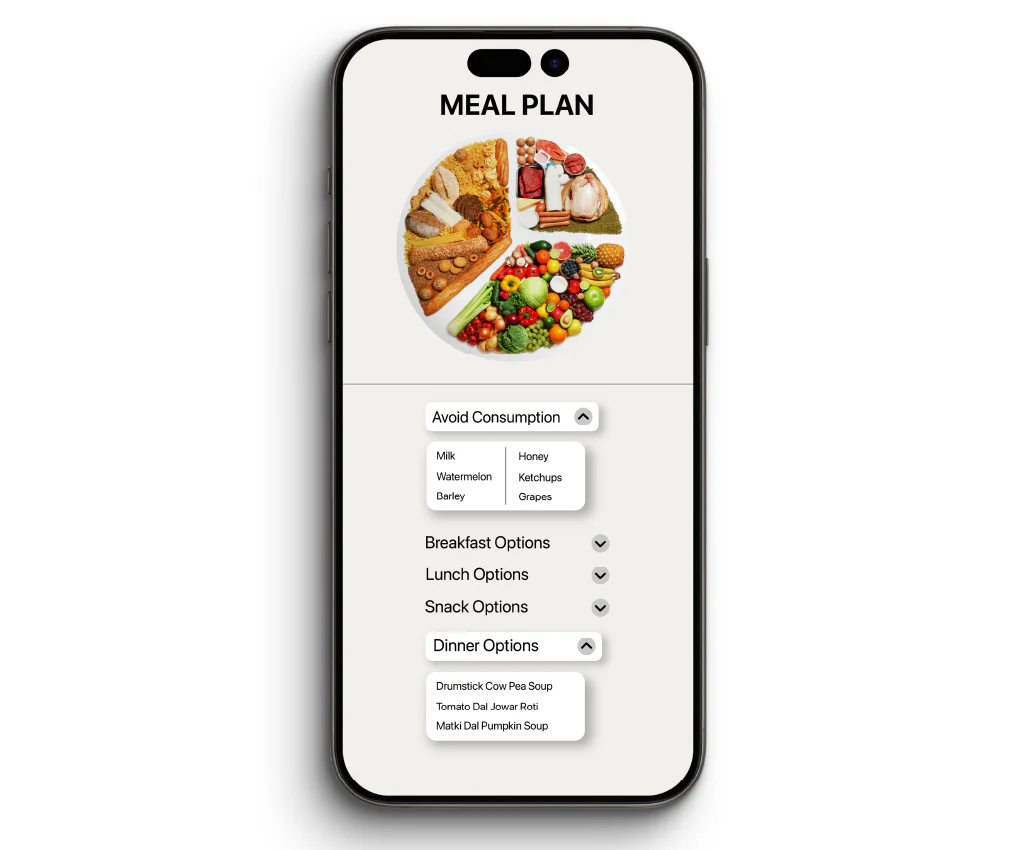 MEAL PLAN
Avoid Consumption
Milk
Watermelon
Barley
Honey
Ketchups
Grapes
Breakfast Options
Lunch Options
Snack Options
Dinner Options
Drumstick Cow Pea Soup
Tomato Dal Jowar Roti
Matki Dal Pumpkin Soup